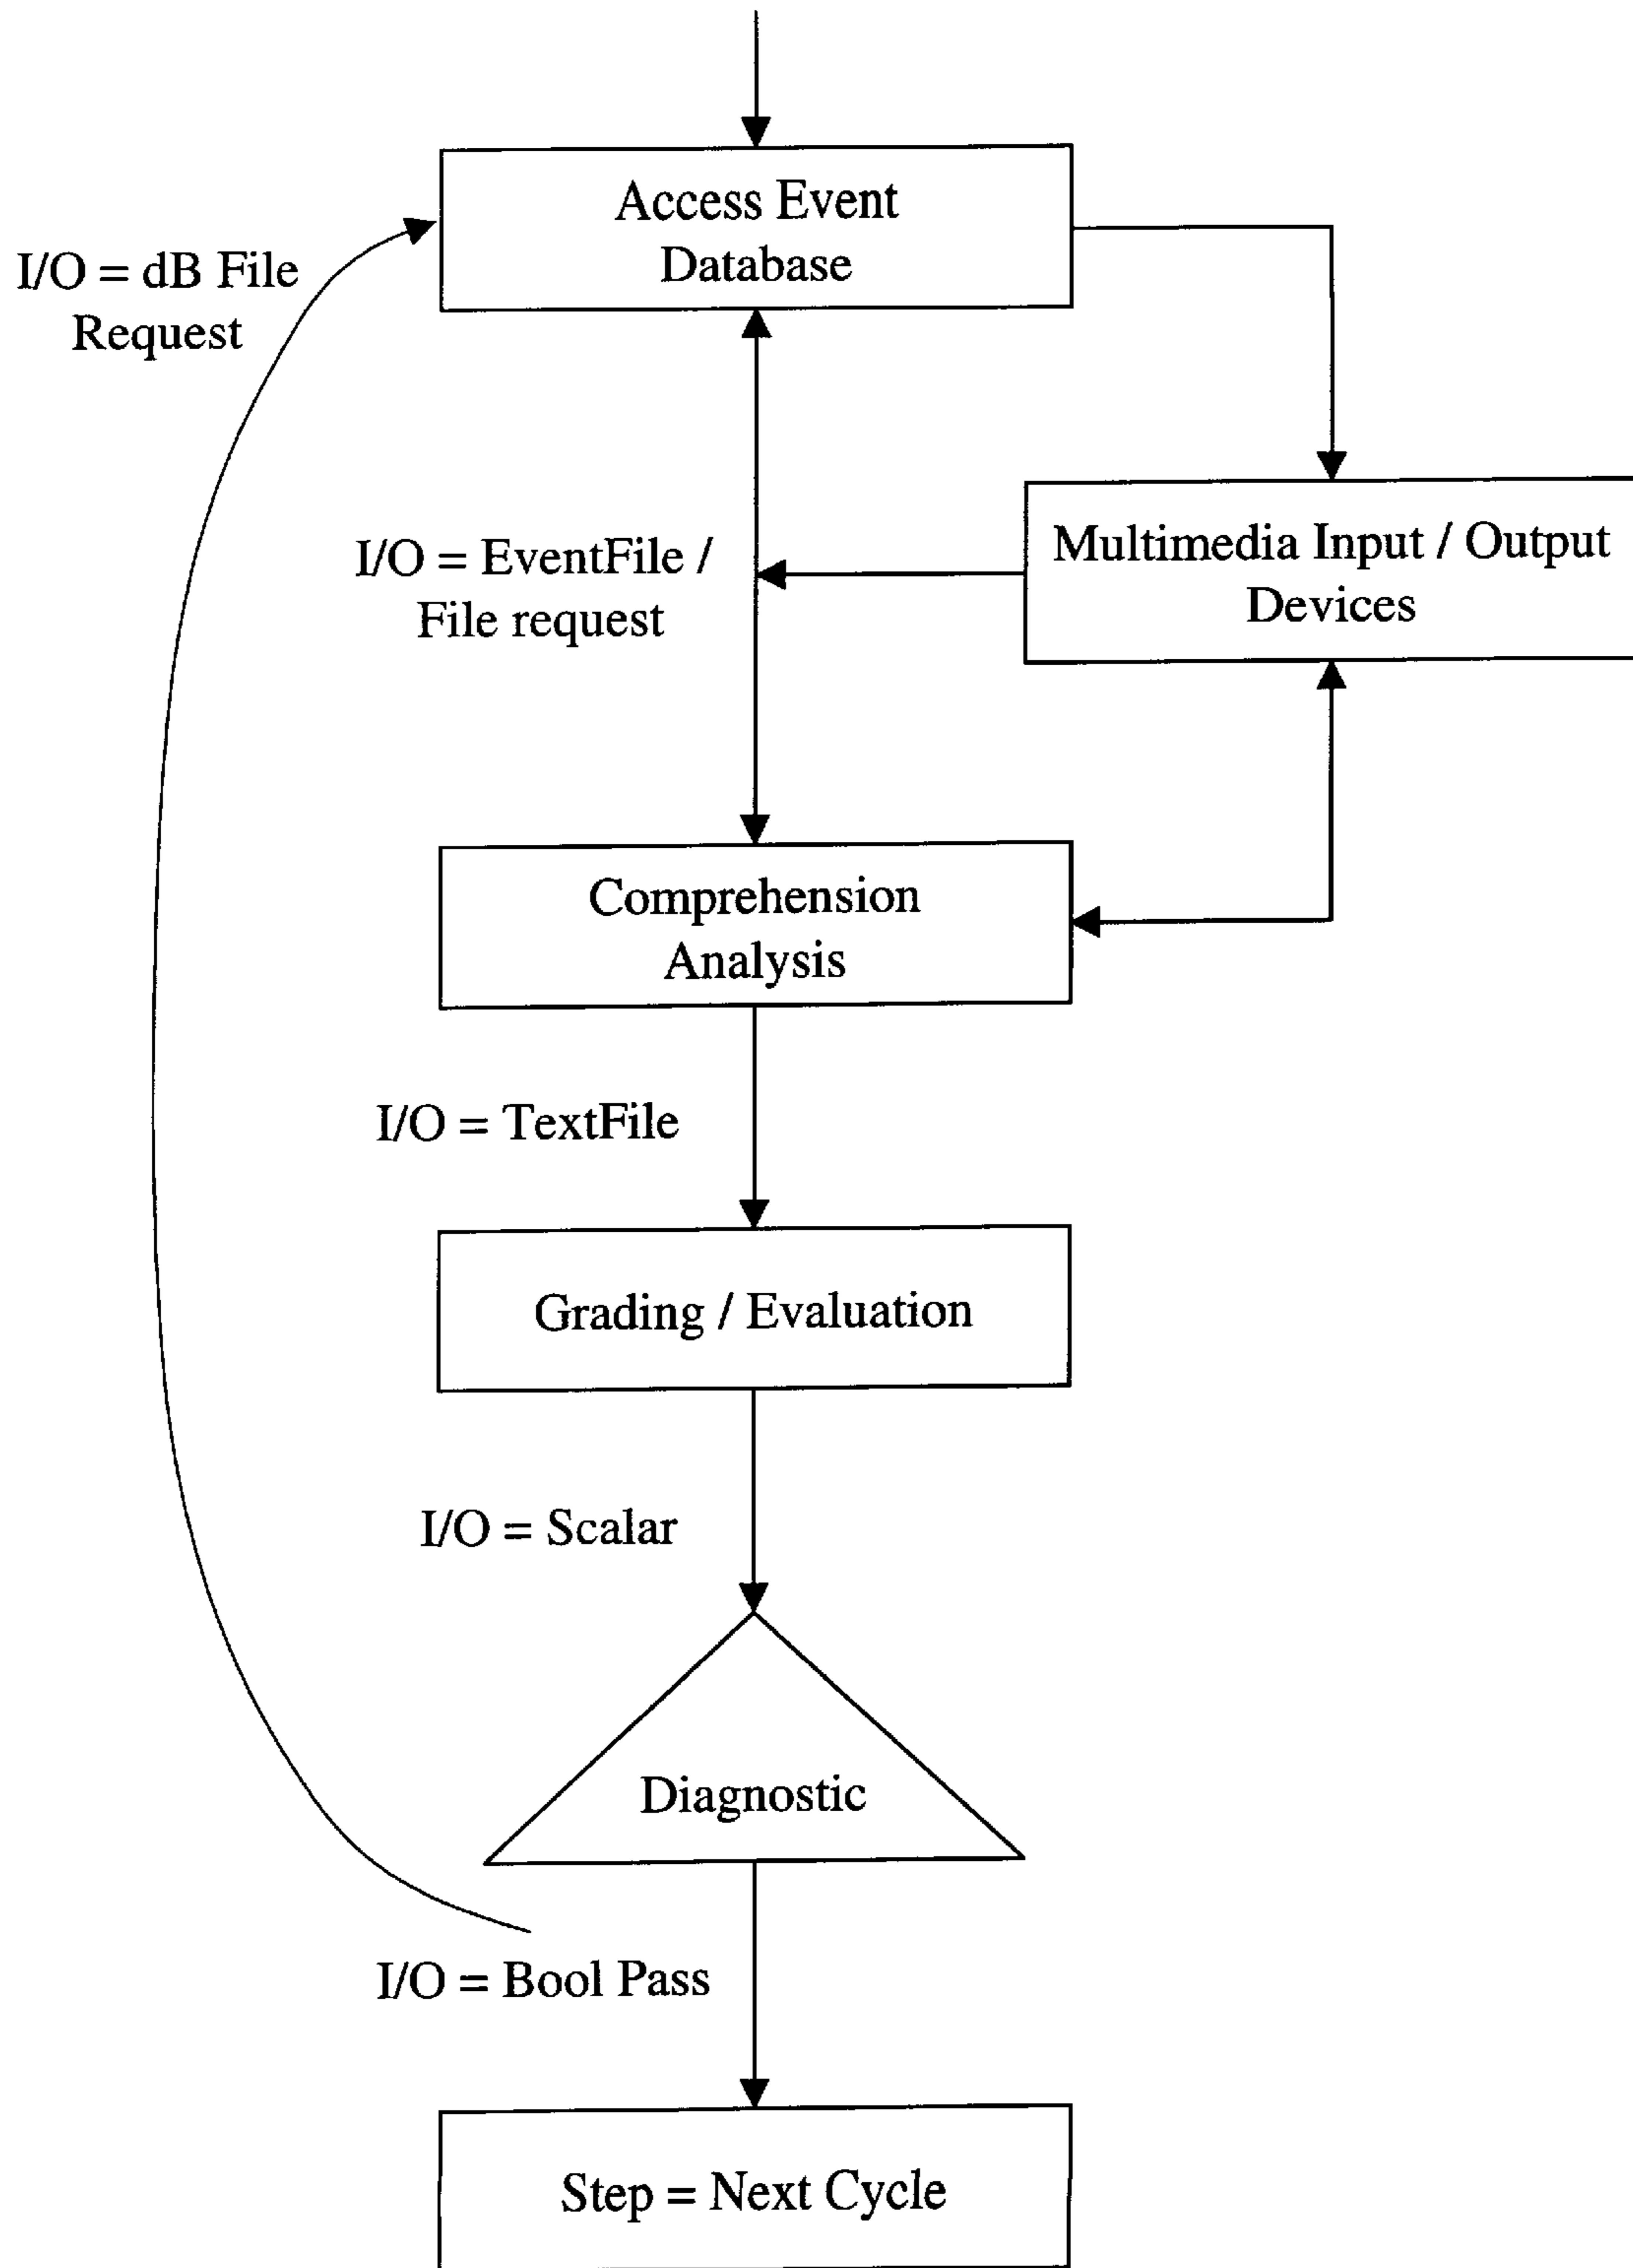 Access Event
Database
I/O = dB File
Request
Multimedia Input / Output
Devices
I/O = EventFile /
File request
Comprehension
Analysis
I/O = TextFile
Grading / Evaluation
I/O = Scalar
Diagnostic
I/O = Bool Pass
Step = Next Cycle